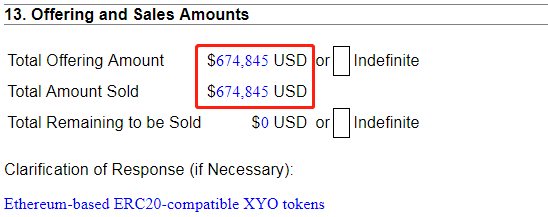 13. Offering and Sales Amounts
Total Offering Amount $674,845 USD or Indefinite
Total Amount Sold $674,845 USD
Total Remaining to be Sold $0 USD or Indefinite
Clarification of Response (if Necessary):
Ethereum-based ERC20-compatible XYO tokens